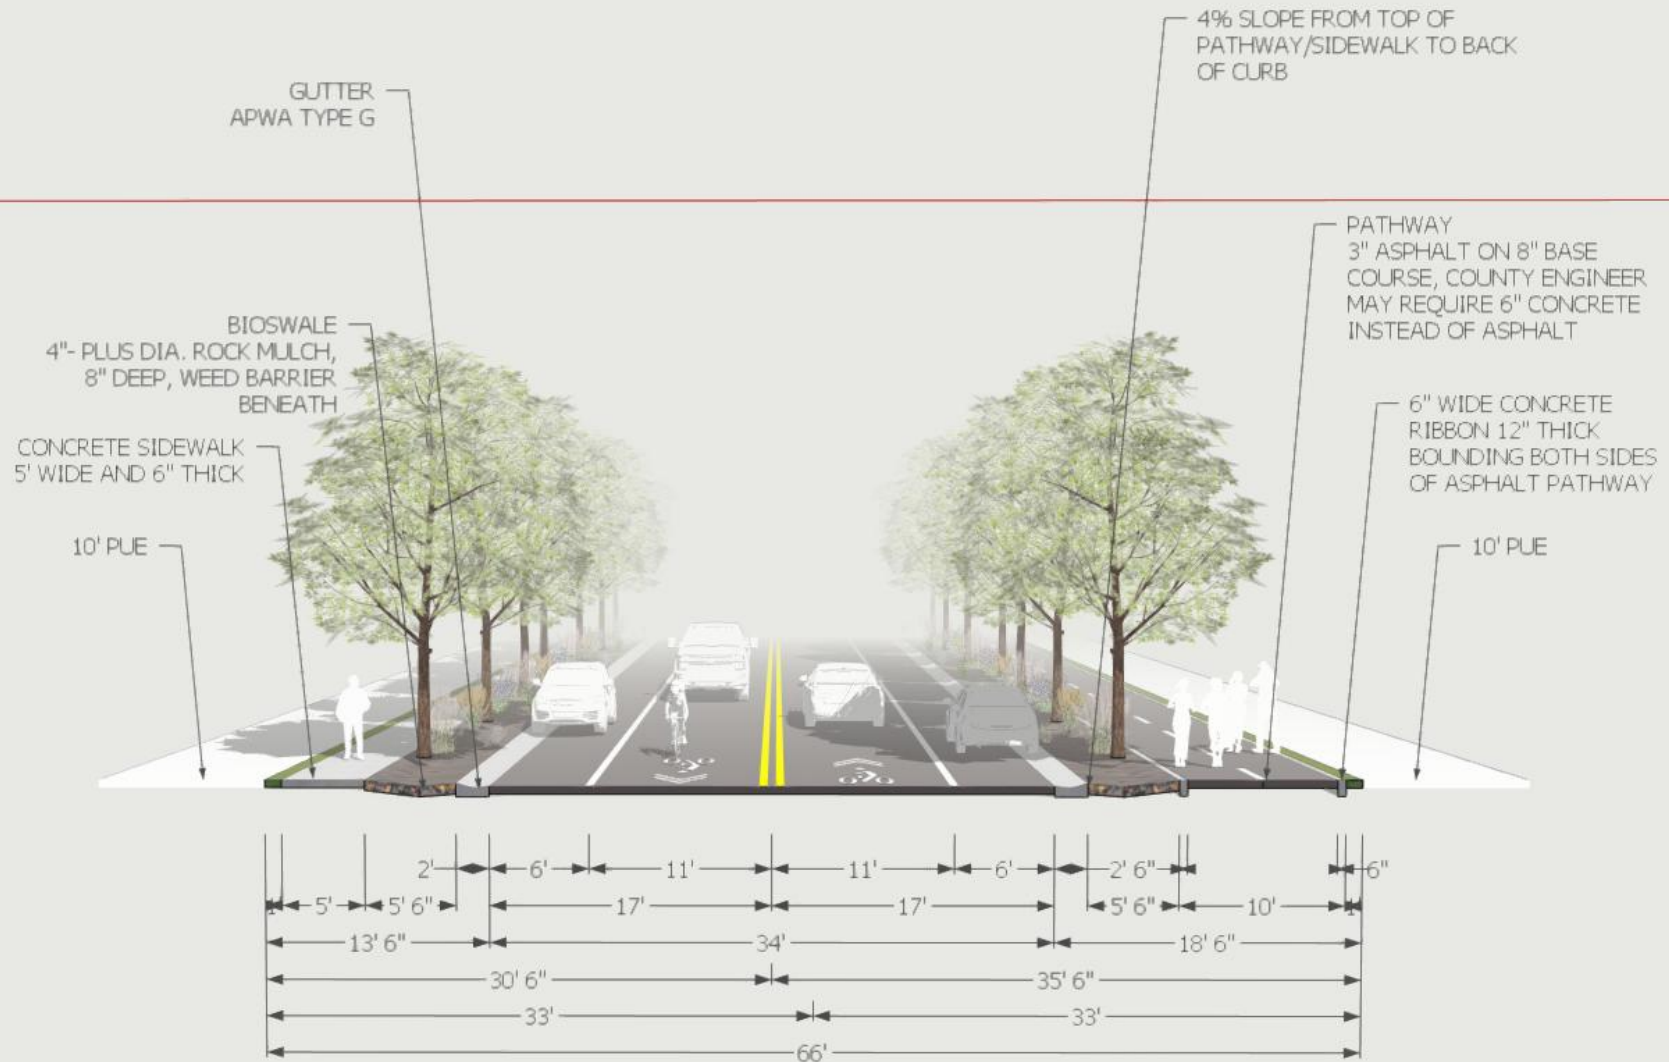 4% SLOPE FROM TOP OF
PATHWAY/SIDEWALK TO BACK
OF CURB
GUTTER
APWA TYPE G
PATHWAY
3" ASPHALT ON 8" BASE
COURSE, COUNTY ENGINEER
MAY REQUIRE 6" CONCRETE
INSTEAD OF ASPHALT
BIOSWALE
4"- PLUS DIA. ROCK MULCH,
8" DEEP, WEED BARRIER
BENEATH
6" WIDE CONCRETE
RIBBON 12" THICK
BOUNDING BOTH SIDES
OF ASPHALT PATHWAY
CONCRETE SIDEWALK
5' WIDE AND 6" THICK
10' PUE
10' PUE
2' 6' 11' 11' 6' 2' 6" 6"
1' 5' 5' 6" 17' 17' 5' 6" 10' 1'
13' 6" 34' 18' 6"
30' 6" 35' 6"
33' 33'
66'